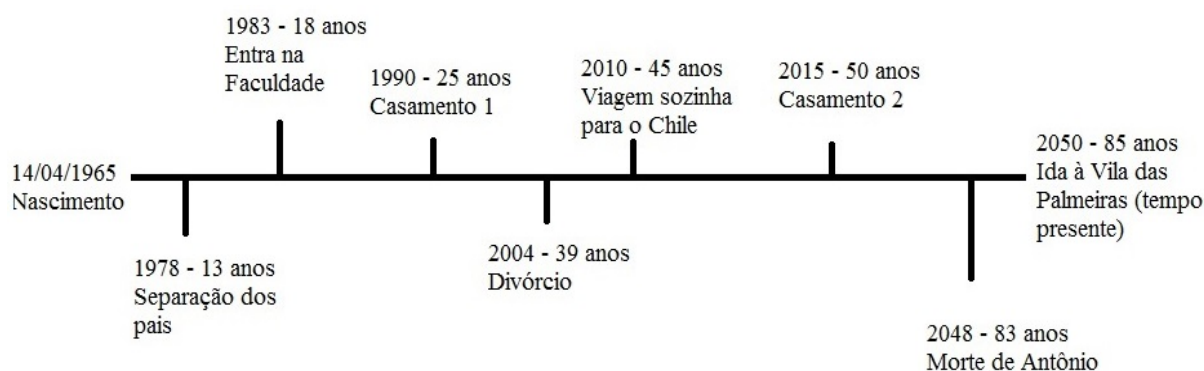 14/04/1965
Nascimento
1978 - 13 anos
Separação dos
pais
1983 - 18 anos
Entra na
Faculdade
1990 - 25 anos
Casamento 1
2004 - 39 anos
Divórcio
2010 - 45 anos
Viagem sozinha
para o Chile
2015 - 50 anos
Casamento 2
2048 - 83 anos
Morte de Antônio
2050 - 85 anos
Ida à Vila das
Palmeiras (tempo
presente)